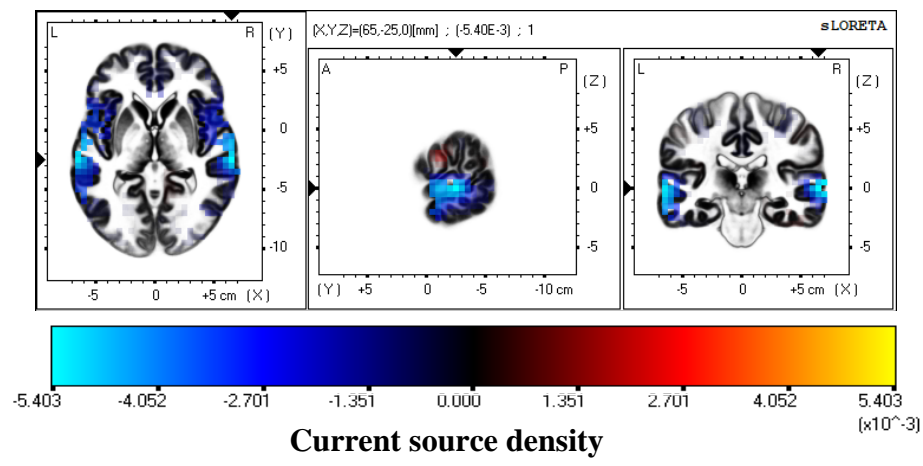 (X,Y,Z)=(65,-25,0)[mm] ; (-5.40E-3) ; 1
sLORETA
L R (Y)
+5
0
-5
-10
-5 0 +5 cm (X)
A P (Z)
+5
0
-5
(Y) +5 0 -5 -10 cm
L R (Z)
+5
0
-5
-5 0 +5 cm (X)
-5.403 -4.052 -2.701 -1.351 0.000 1.351 2.701 4.052 5.403
(x10^-3)
Current source density